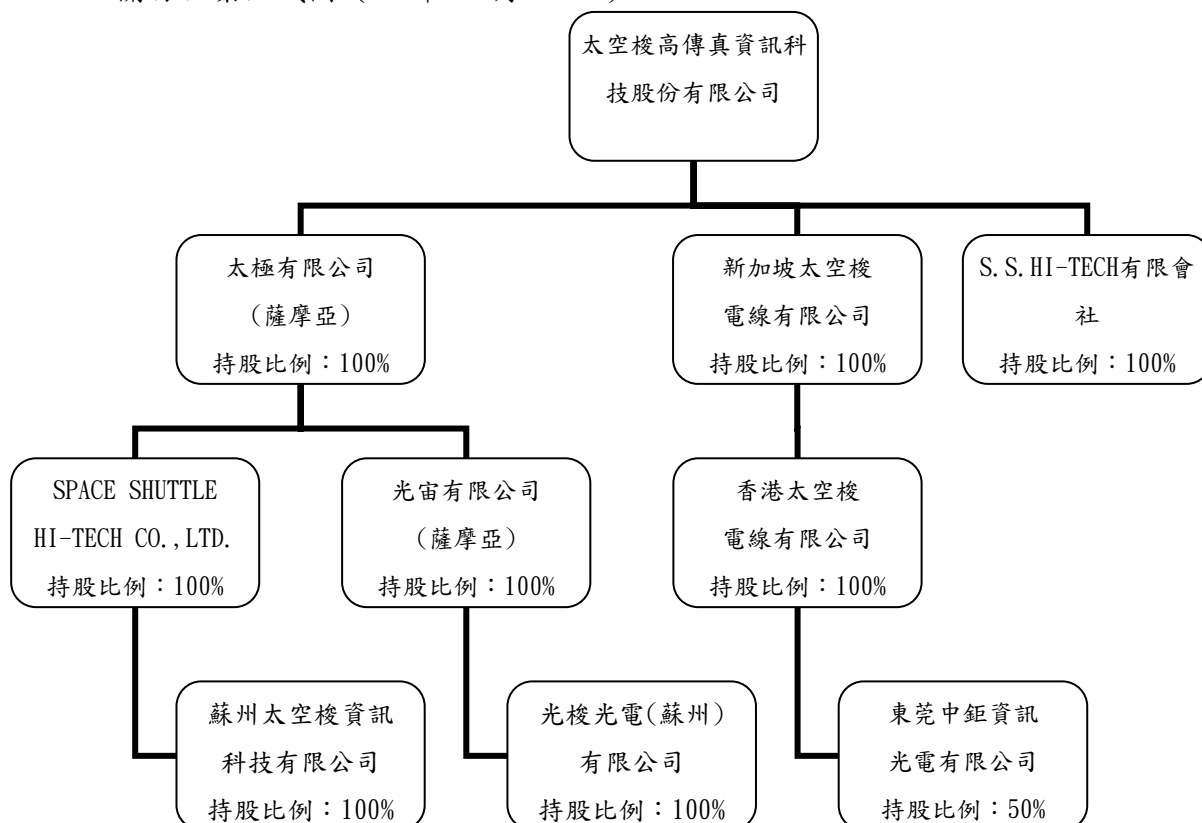 太空梭高傳真資訊科
技股份有限公司
太極有限公司
(薩摩亞)
持股比例：100%
新加坡太空梭
電線有限公司
持股比例：100%
S.S.HI-TECH有限會
社
持股比例：100%
SPACE SHUTTLE
HI-TECH CO.,LTD.
持股比例：100%
光宙有限公司
(薩摩亞)
持股比例：100%
香港太空梭
電線有限公司
持股比例：100%
蘇州太空梭資訊
科技有限公司
持股比例：100%
光梭光電(蘇州)
有限公司
持股比例：100%
東莞中鉅資訊
光電有限公司
持股比例：50%